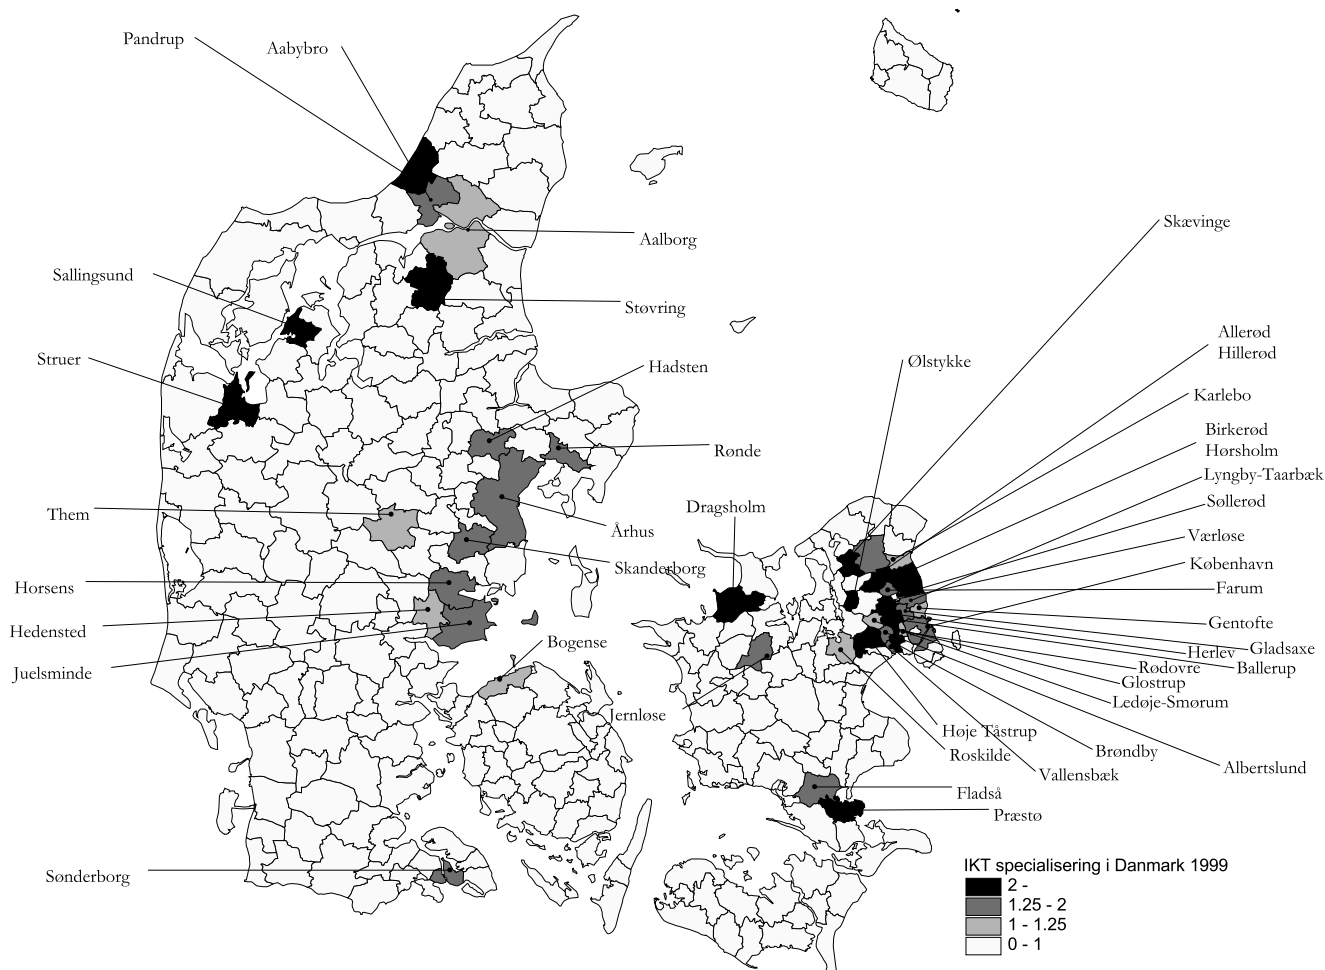 Pandrup
Aabybro
Skævinge
Aalborg
Sallingsund
Støvring
Allerød
Hillerød
Struer
Ølstykke
Hadsten
Karlebo
Birkerød
Hørsholm
Rønde
Lyngby-Taarbæk
Søllerød
Dragsholm
Them
Århus
Værløse
Skanderborg
København
Horsens
Farum
Gentofte
Hedensted
Bogense
Gladsaxe
Herlev
Juelsminde
Rødovre
Ballerup
Glostrup
Ledøje-Smørum
Jernløse
Høje Tåstrup
Roskilde
Brøndby
Albertslund
Vallensbæk
Fladså
Præstø
Sønderborg
IKT specialisering i Danmark 1999
2 -
1.25 - 2
1 - 1.25
0 - 1